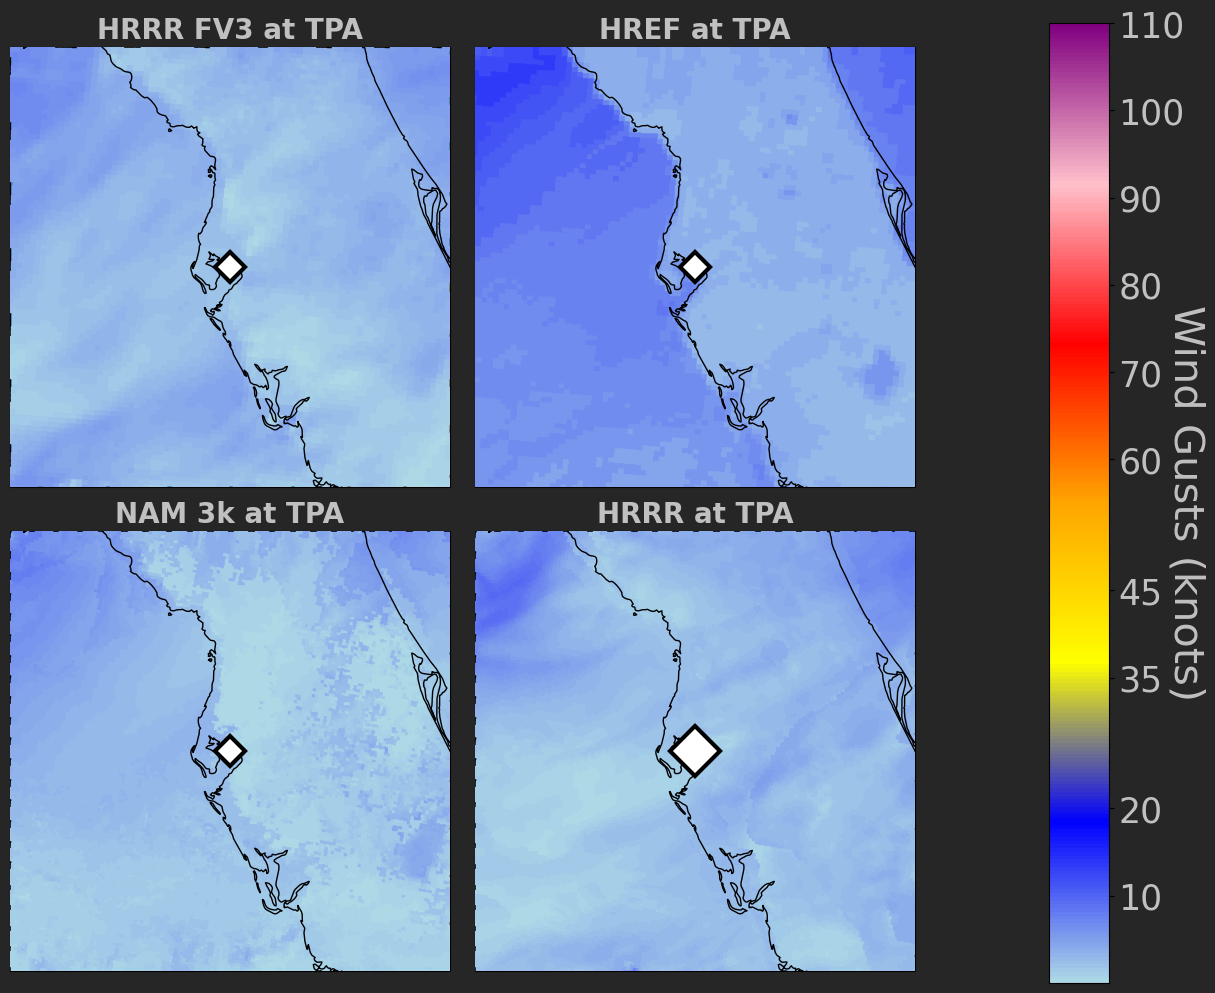 HRRR FV3 at TPA
HREF at TPA
NAM 3k at TPA
HRRR at TPA
110
100
90
80
70
60
45
35
20
10
Wind Gusts (knots)